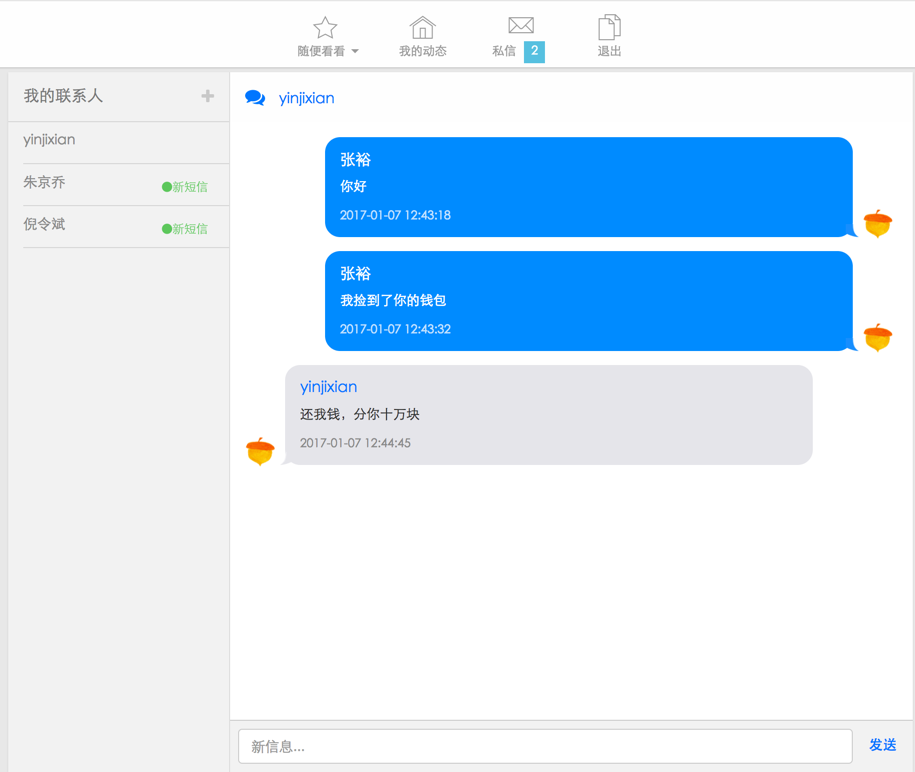 随便看看
我的动态
私信 2
退出
我的联系人
yinjixian
朱京乔 新短信
倪令斌 新短信
yinjixian
张裕
你好
2017-01-07 12:43:18
张裕
我捡到了你的钱包
2017-01-07 12:43:32
yinjixian
还我钱，分你十万块
2017-01-07 12:44:45
新信息...
发送